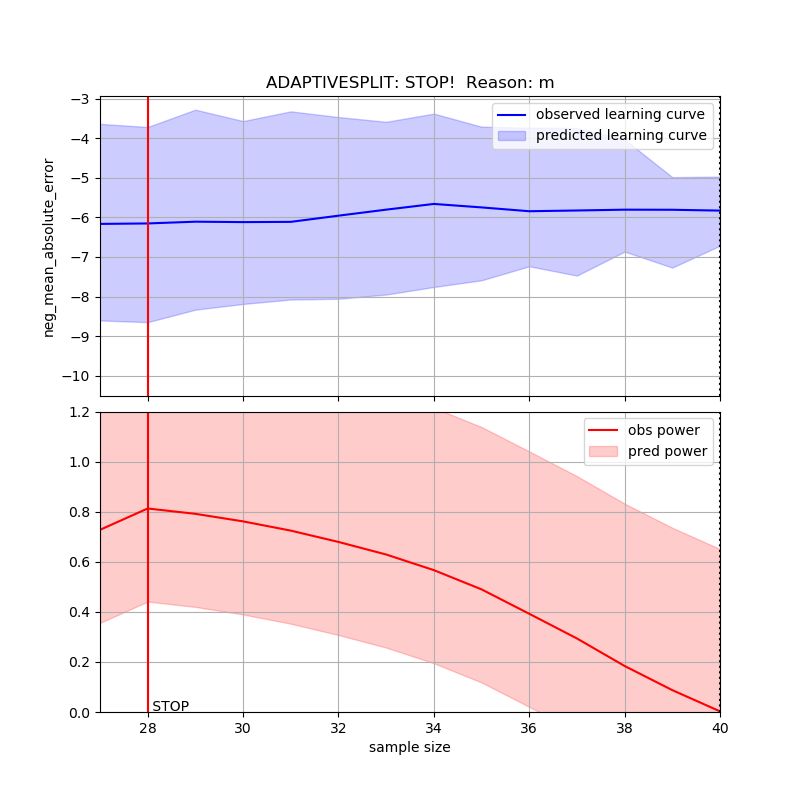 ADAPTIVESPLIT: STOP!  Reason: m
neg_mean_absolute_error
−3
−4
−5
−6
−7
−8
−9
−10
observed learning curve
predicted learning curve
1.2
1.0
0.8
0.6
0.4
0.2
0.0
obs power
pred power
STOP
28
30
32
34
36
38
40
sample size